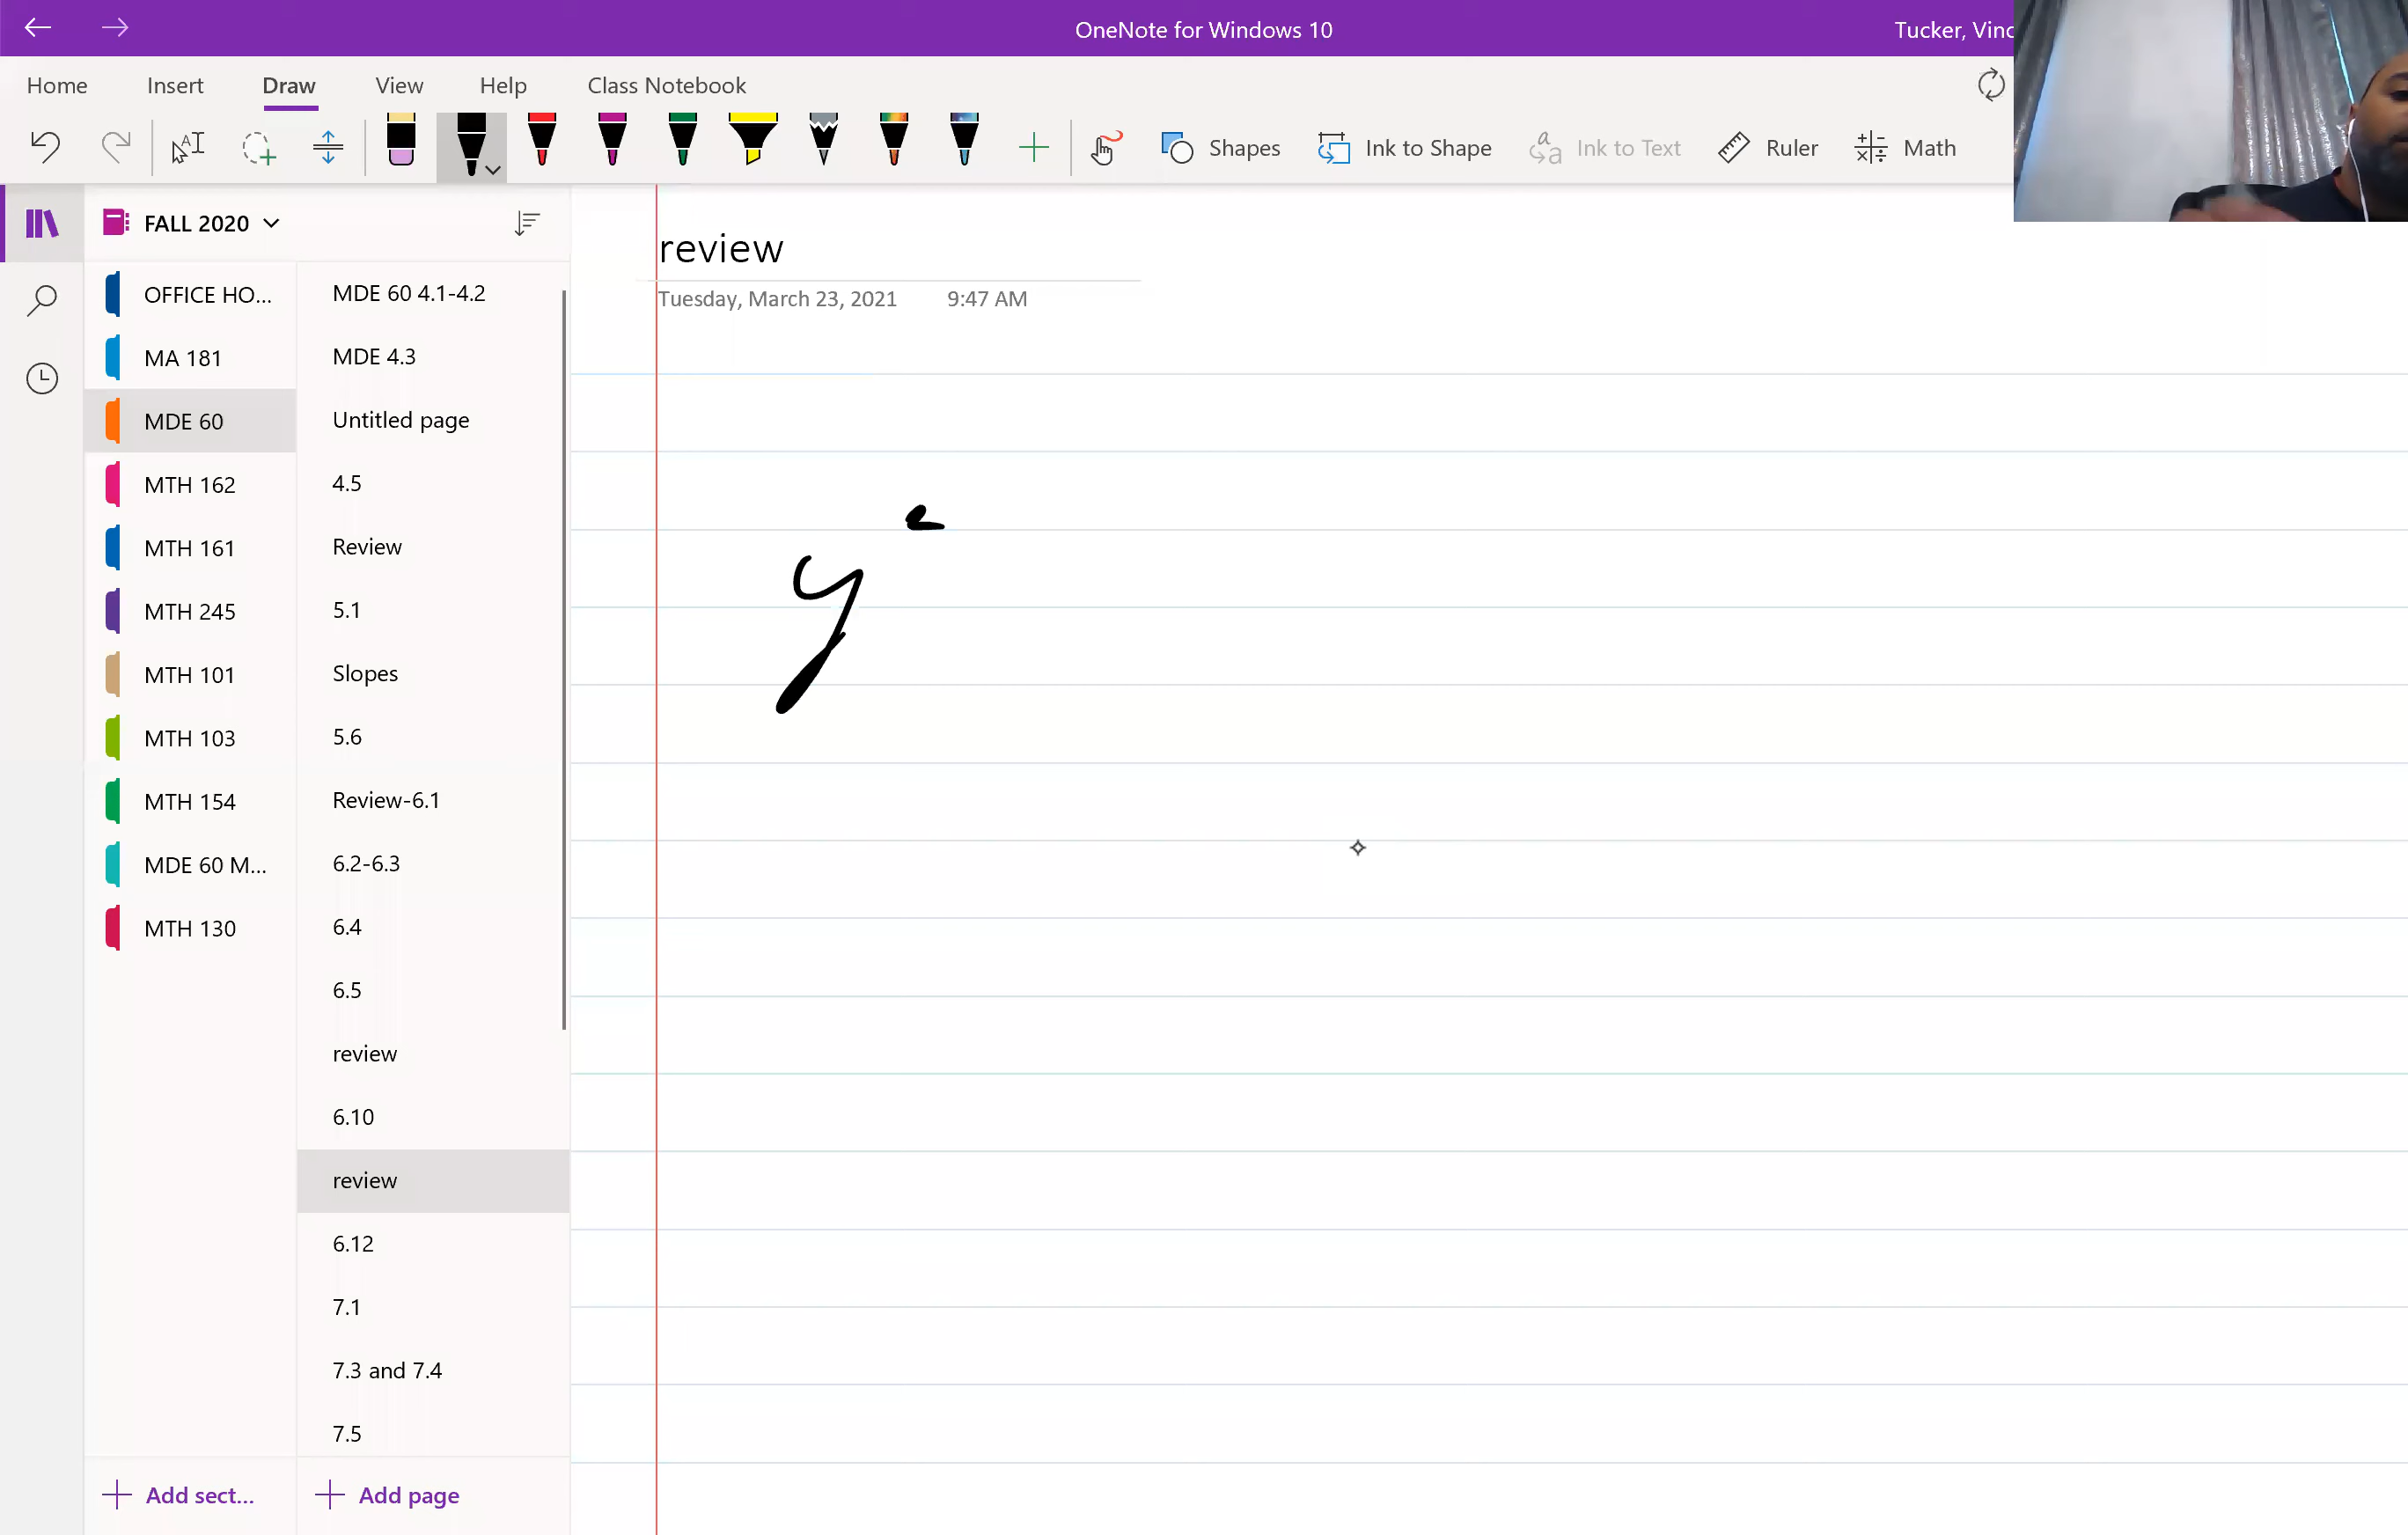 OneNote for Windows 10
Tucker, Vinc
Home Insert Draw View Help Class Notebook
Shapes Ink to Shape Ink to Text Ruler Math
FALL 2020
OFFICE HO...
MA 181
MDE 60
MTH 162
MTH 161
MTH 245
MTH 101
MTH 103
MTH 154
MDE 60 M...
MTH 130
Add sect...
MDE 60 4.1-4.2
MDE 4.3
Untitled page
4.5
Review
5.1
Slopes
5.6
Review-6.1
6.2-6.3
6.4
6.5
review
6.10
review
6.12
7.1
7.3 and 7.4
7.5
Add page
review
Tuesday, March 23, 2021 9:47 AM
y²